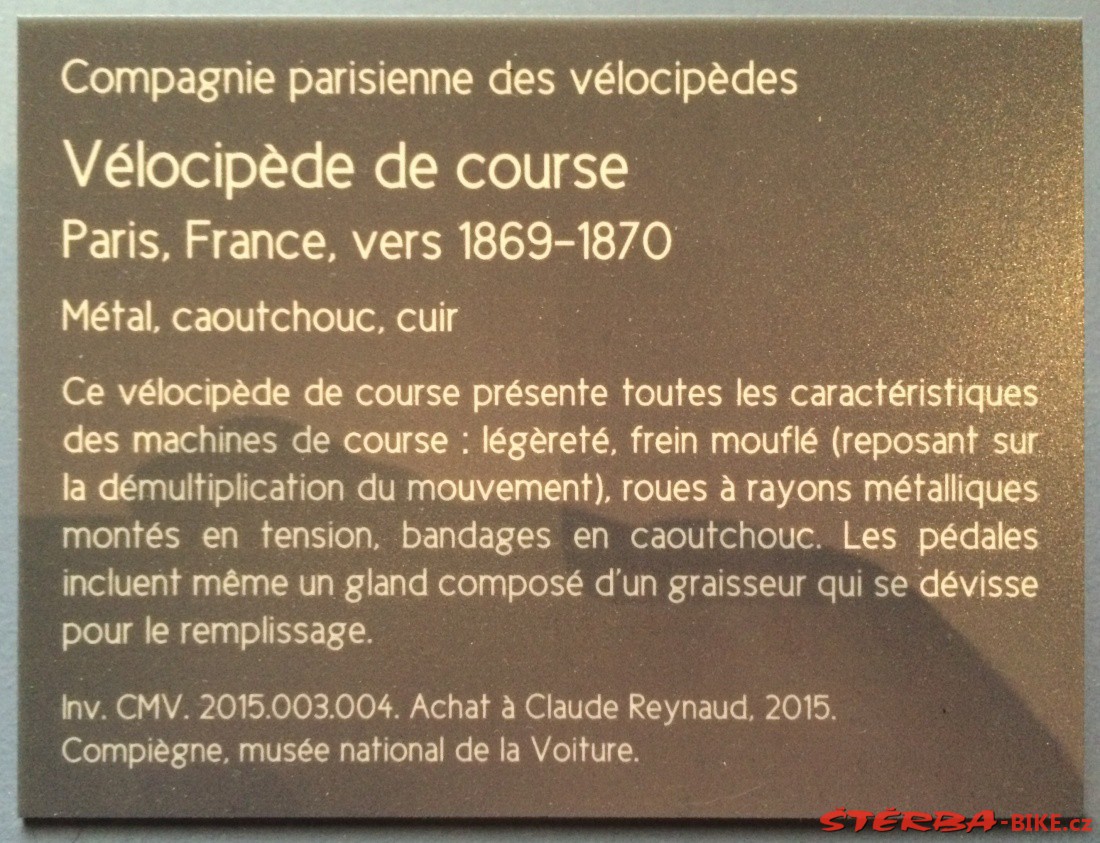 Compagnie parisienne des vélocipèdes
Vélocipède de course
Paris, France, vers 1869-1870
Métal, caoutchouc, cuir
Ce vélocipède de course présente toutes les caractéristiques
des machines de course : légèreté, frein mouflé (reposant sur
la démultiplication du mouvement), roues à rayons métalliques
montés en tension, bandages en caoutchouc. Les pédales
incluent même un gland composé d'un graisseur qui se dévisse
pour le remplissage.
Inv. CMV. 2015.003.004. Achat à Claude Reynaud, 2015.
Compiègne, musée national de la Voiture.
ŠTĚRBA-BIKE.cz